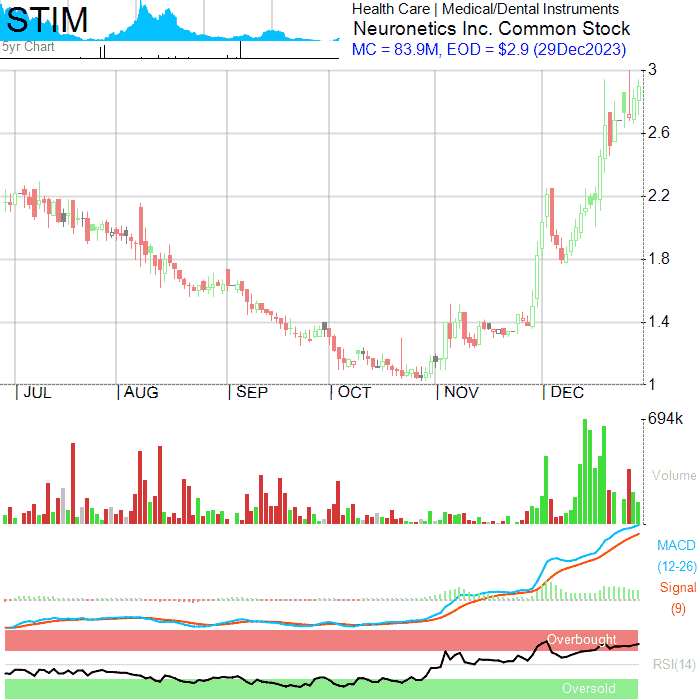 STIM
5yr Chart
Health Care | Medical/Dental Instruments
Neuronetics Inc. Common Stock
MC = 83.9M, EOD = $2.9 (29Dec2023)
3
2.6
2.2
1.8
1.4
1
JUL AUG SEP OCT NOV DEC
694k
Volume
MACD
(12-26)
Signal
(9)
Overbought
RSI(14)
Oversold